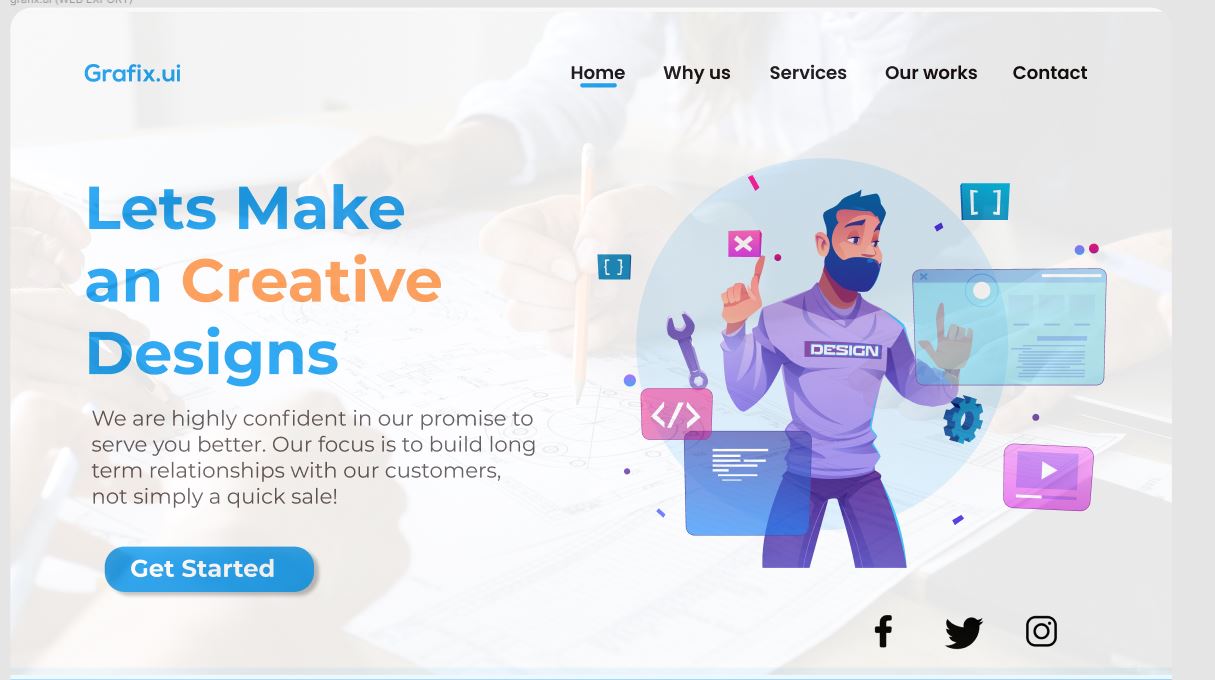 grafix.ui (WEB EXPORT)
Grafix.ui
Home Why us Services Our works Contact
Lets Make
an Creative
Designs
We are highly confident in our promise to
serve you better. Our focus is to build long
term relationships with our customers,
not simply a quick sale!
Get Started
[ ]
{ }
DESIGN
</>